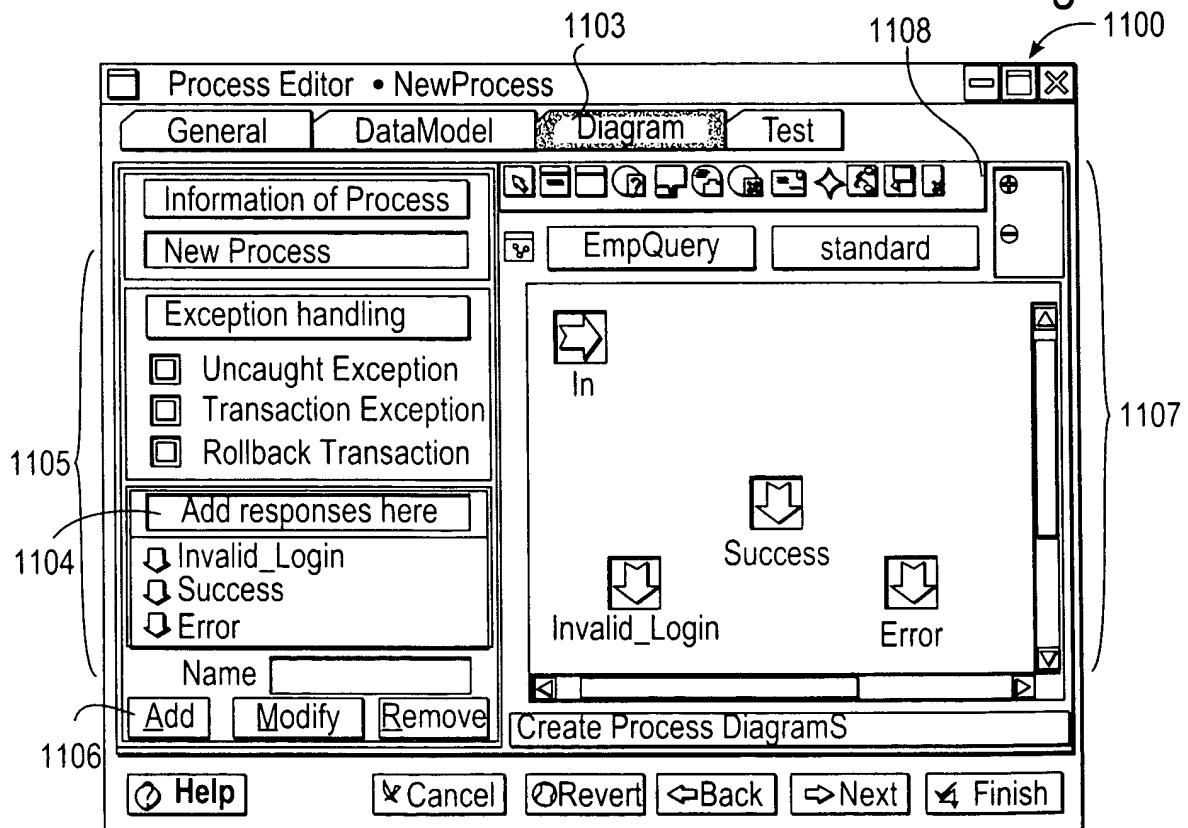 1103
1108
1100
Process Editor • NewProcess
General DataModel Diagram Test
Information of Process
New Process
EmpQuery standard
Exception handling
Uncaught Exception
Transaction Exception
Rollback Transaction
In
1107
1105
Add responses here
1104
Invalid_Login
Success
Error
Success
Invalid_Login
Error
Name
Add Modify Remove
Create Process DiagramS
1106
Help Cancel Revert Back Next Finish